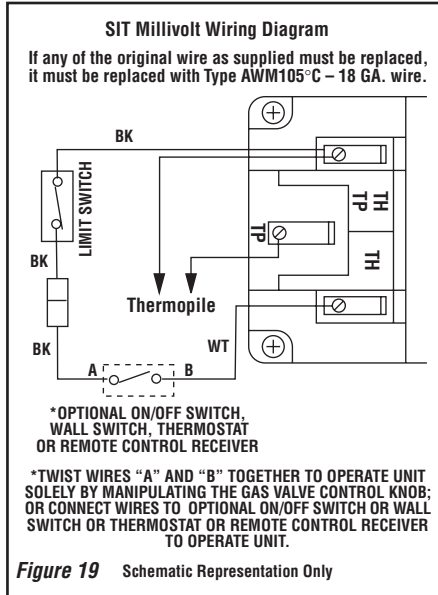 SIT Millivolt Wiring Diagram
If any of the original wire as supplied must be replaced,
it must be replaced with Type AWM105°C – 18 GA. wire.
BK
LIMIT SWITCH
BK
BK
A
B
WT
Thermopile
TH
TP
TP
TH
*OPTIONAL ON/OFF SWITCH,
WALL SWITCH, THERMOSTAT
OR REMOTE CONTROL RECEIVER
*TWIST WIRES “A” AND “B” TOGETHER TO OPERATE UNIT
SOLELY BY MANIPULATING THE GAS VALVE CONTROL KNOB;
OR CONNECT WIRES TO OPTIONAL ON/OFF SWITCH OR WALL
SWITCH OR THERMOSTAT OR REMOTE CONTROL RECEIVER
TO OPERATE UNIT.
Figure 19 Schematic Representation Only